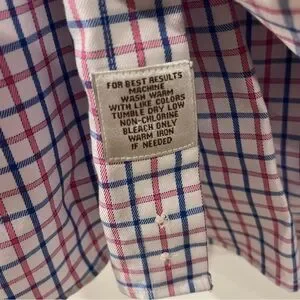 FOR BEST RESULTS
MACHINE
WASH WARM
WITH LIKE COLORS
TUMBLE DRY LOW
NON-CHLORINE
BLEACH ONLY
WARM IRON
IF NEEDED